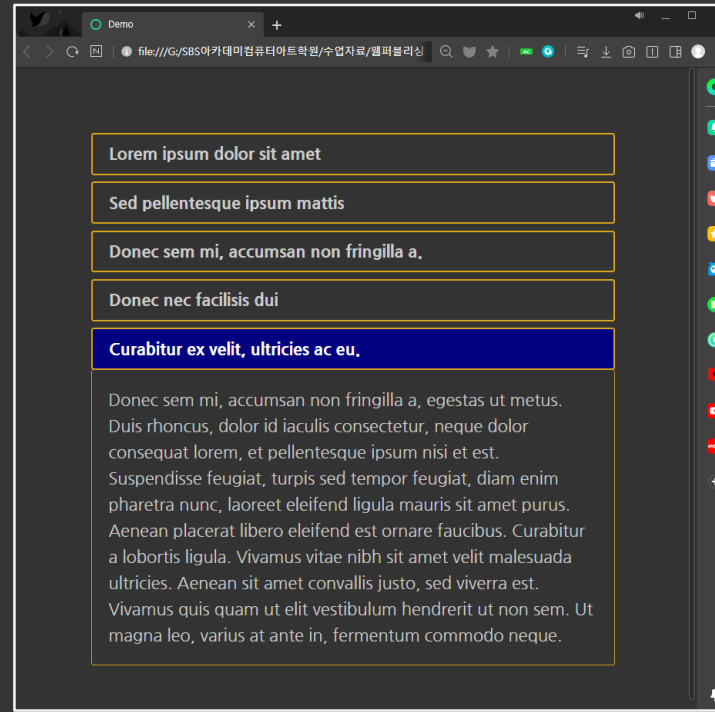 Demo
file:///G:/SBS아카데미컴퓨터아트학원/수업자료/웹퍼블리싱
Lorem ipsum dolor sit amet
Sed pellentesque ipsum mattis
Donec sem mi, accumsan non fringilla a.
Donec nec facilisis dui
Curabitur ex velit, ultricies ac eu.
Donec sem mi, accumsan non fringilla a, egestas ut metus.
Duis rhoncus, dolor id iaculis consectetur, neque dolor
consequat lorem, et pellentesque ipsum nisi et est.
Suspendisse feugiat, turpis sed tempor feugiat, diam enim
pharetra nunc, laoreet eleifend ligula mauris sit amet purus.
Aenean placerat libero eleifend est ornare faucibus. Curabitur
a lobortis ligula. Vivamus vitae nibh sit amet velit malesuada
ultricies. Aenean sit amet convallis justo, sed viverra est.
Vivamus quis quam ut elit vestibulum hendrerit ut non sem. Ut
magna leo, varius at ante in, fermentum commodo neque.